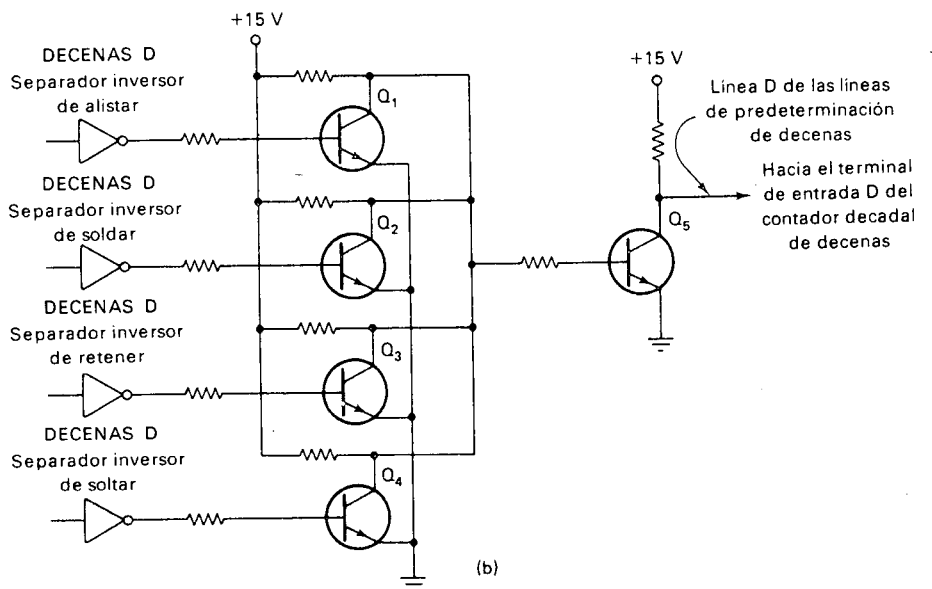 +15 V
DECENAS D
Separador inversor
de alistar
Q1
DECENAS D
Separador inversor
de soldar
Q2
DECENAS D
Separador inversor
de retener
Q3
DECENAS D
Separador inversor
de soltar
Q4
+15 V
Línea D de las líneas
de predeterminación
de decenas
Hacia el terminal
de entrada D del
contador decadal
de decenas
Q5
(b)